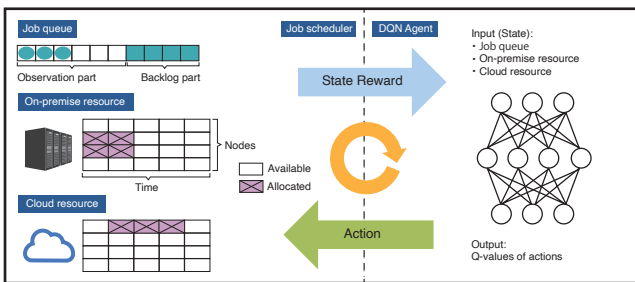 Job queue
Observation part
Backlog part
On-premise resource
Nodes
Time
Available
Allocated
Cloud resource
Job scheduler
DQN Agent
State Reward
Action
Input (State):
· Job queue
· On-premise resource
· Cloud resource
Output:
Q-values of actions